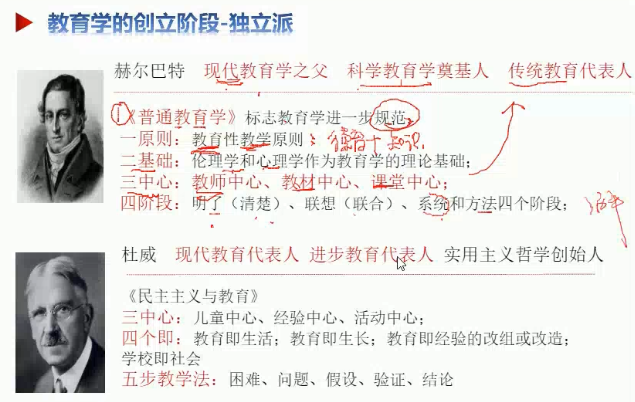 教育学的创立阶段-独立派
赫尔巴特 现代教育学之父 科学教育学奠基人 传统教育代表人
①《普通教育学》标志教育学进一步规范
一原则：教育性教学原则；德育+知识
二基础：伦理学和心理学作为教育学的理论基础；
三中心：教师中心、教材中心、课堂中心；
四阶段：明了（清楚）、联想（联合）、系统和方法四个阶段；
杜威 现代教育代表人 进步教育代表人 实用主义哲学创始人
《民主主义与教育》
三中心：儿童中心、经验中心、活动中心；
四个即：教育即生活；教育即生长；教育即经验的改组或改造；
学校即社会
五步教学法：困难、问题、假设、验证、结论